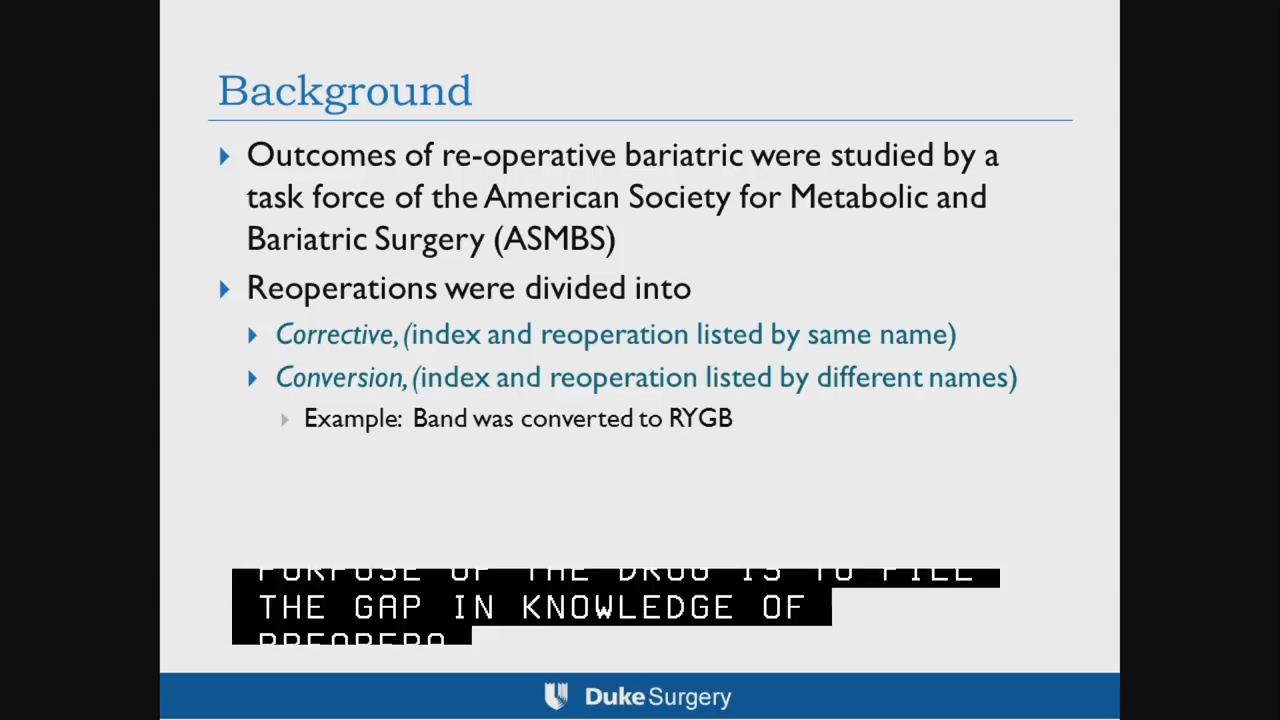 Background
Outcomes of re-operative bariatric were studied by a
task force of the American Society for Metabolic and
Bariatric Surgery (ASMBS)
Reoperations were divided into
Corrective, (index and reoperation listed by same name)
Conversion, (index and reoperation listed by different names)
Example: Band was converted to RYGB
PURPOSE OF THE DRUG IS TO FILL
THE GAP IN KNOWLEDGE OF
PREOPERA
Duke Surgery